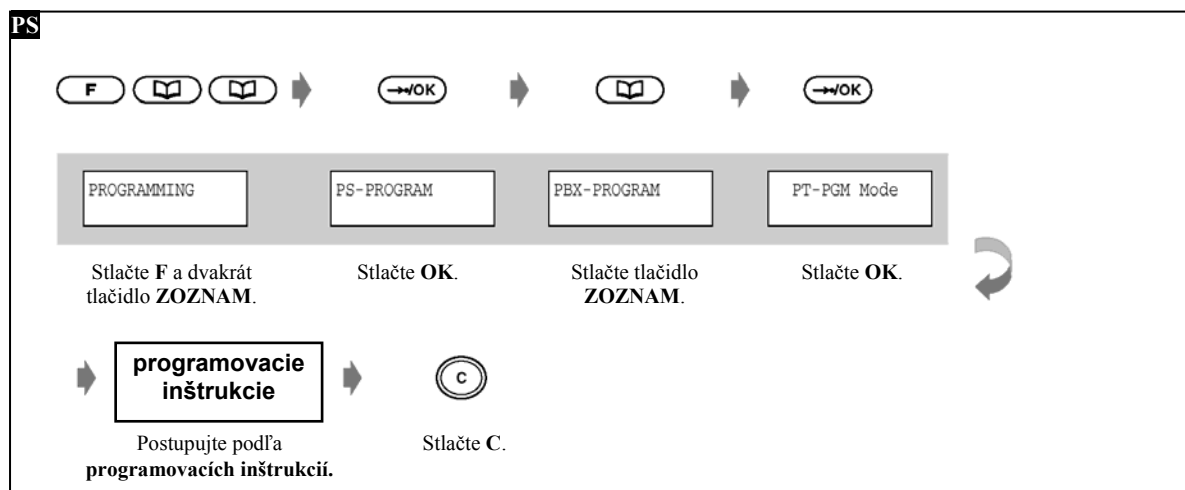 PS
F
→/OK
→/OK
PROGRAMMING
PS-PROGRAM
PBX-PROGRAM
PT-PGM Mode
Stlačte F a dvakrát
tlačidlo ZOZNAM.
Stlačte OK.
Stlačte tlačidlo
ZOZNAM.
Stlačte OK.
programovacie
inštrukcie
C
Postupujte podľa
programovacích inštrukcií.
Stlačte C.